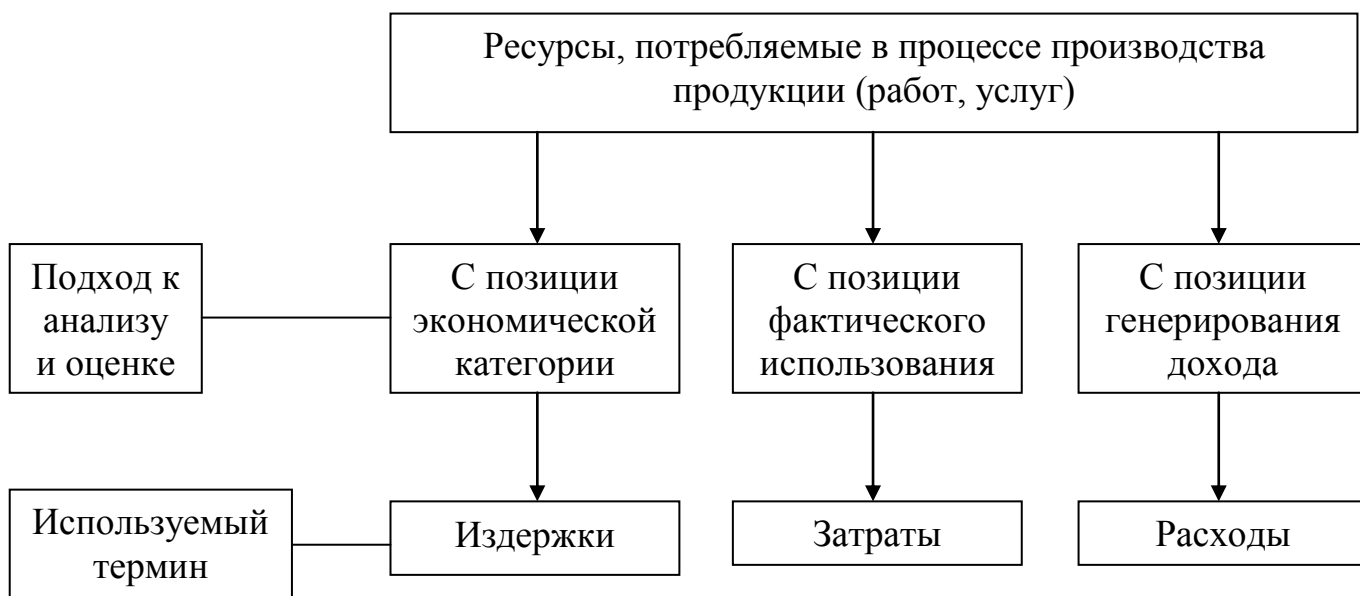 Ресурсы, потребляемые в процессе производства
продукции (работ, услуг)
Подход к
анализу
и оценке
С позиции
экономической
категории
С позиции
фактического
использования
С позиции
генерирования
дохода
Используемый
термин
Издержки
Затраты
Расходы